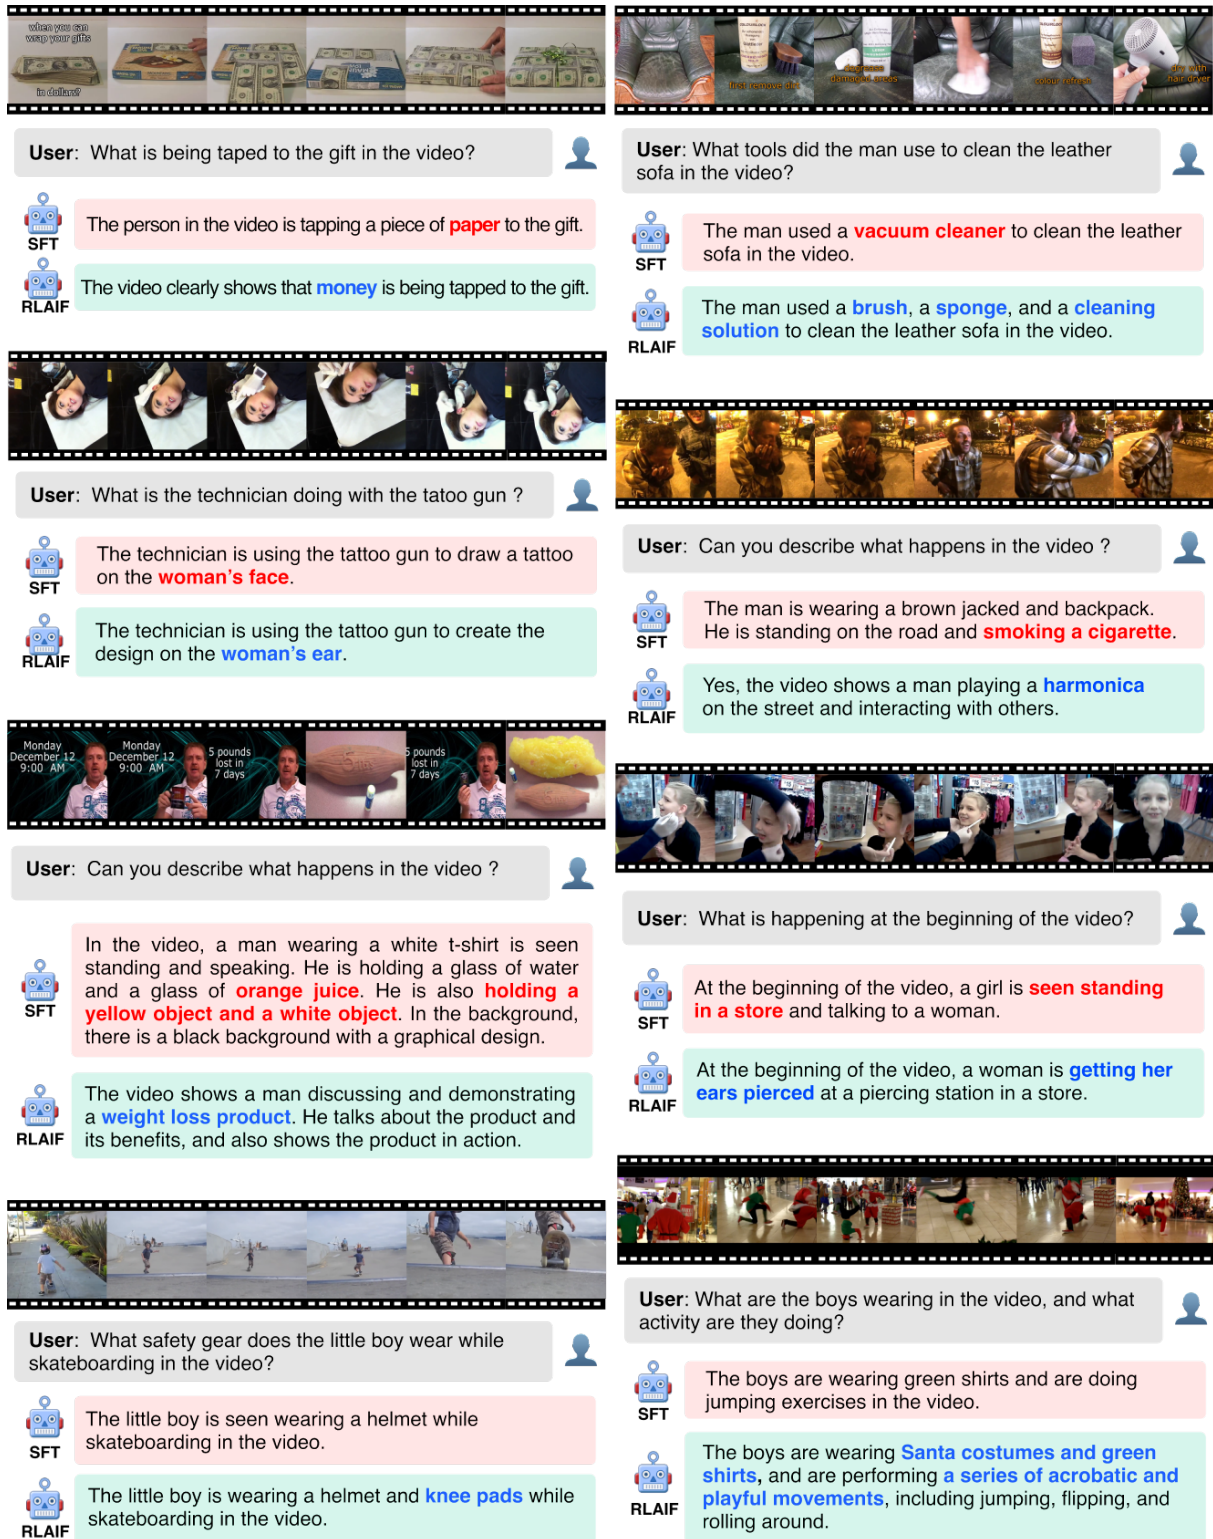 when you can
wrap your gifts
in dollars?
User: What is being taped to the gift in the video?
SFT
The person in the video is tapping a piece of paper to the gift.
RLAIF
The video clearly shows that money is being tapped to the gift.
User: What is the technician doing with the tatoo gun ?
SFT
The technician is using the tattoo gun to draw a tattoo
on the woman's face.
RLAIF
The technician is using the tattoo gun to create the
design on the woman's ear.
Monday
December 12
9:00 AM
Monday
December 12
9:00 AM
5 pounds
lost in
7 days
5 pounds
lost in
7 days
User: Can you describe what happens in the video ?
SFT
In the video, a man wearing a white t-shirt is seen
standing and speaking. He is holding a glass of water
and a glass of orange juice. He is also holding a
yellow object and a white object. In the background,
there is a black background with a graphical design.
RLAIF
The video shows a man discussing and demonstrating
a weight loss product. He talks about the product and
its benefits, and also shows the product in action.
User: What safety gear does the little boy wear while
skateboarding in the video?
SFT
The little boy is seen wearing a helmet while
skateboarding in the video.
RLAIF
The little boy is wearing a helmet and knee pads while
skateboarding in the video.
first remove dirt
degrease
damaged areas
colour refresh
dry with
hair dryer
User: What tools did the man use to clean the leather
sofa in the video?
SFT
The man used a vacuum cleaner to clean the leather
sofa in the video.
RLAIF
The man used a brush, a sponge, and a cleaning
solution to clean the leather sofa in the video.
User: Can you describe what happens in the video ?
SFT
The man is wearing a brown jacked and backpack.
He is standing on the road and smoking a cigarette.
RLAIF
Yes, the video shows a man playing a harmonica
on the street and interacting with others.
User: What is happening at the beginning of the video?
SFT
At the beginning of the video, a girl is seen standing
in a store and talking to a woman.
RLAIF
At the beginning of the video, a woman is getting her
ears pierced at a piercing station in a store.
User: What are the boys wearing in the video, and what
activity are they doing?
SFT
The boys are wearing green shirts and are doing
jumping exercises in the video.
RLAIF
The boys are wearing Santa costumes and green
shirts, and are performing a series of acrobatic and
playful movements, including jumping, flipping, and
rolling around.